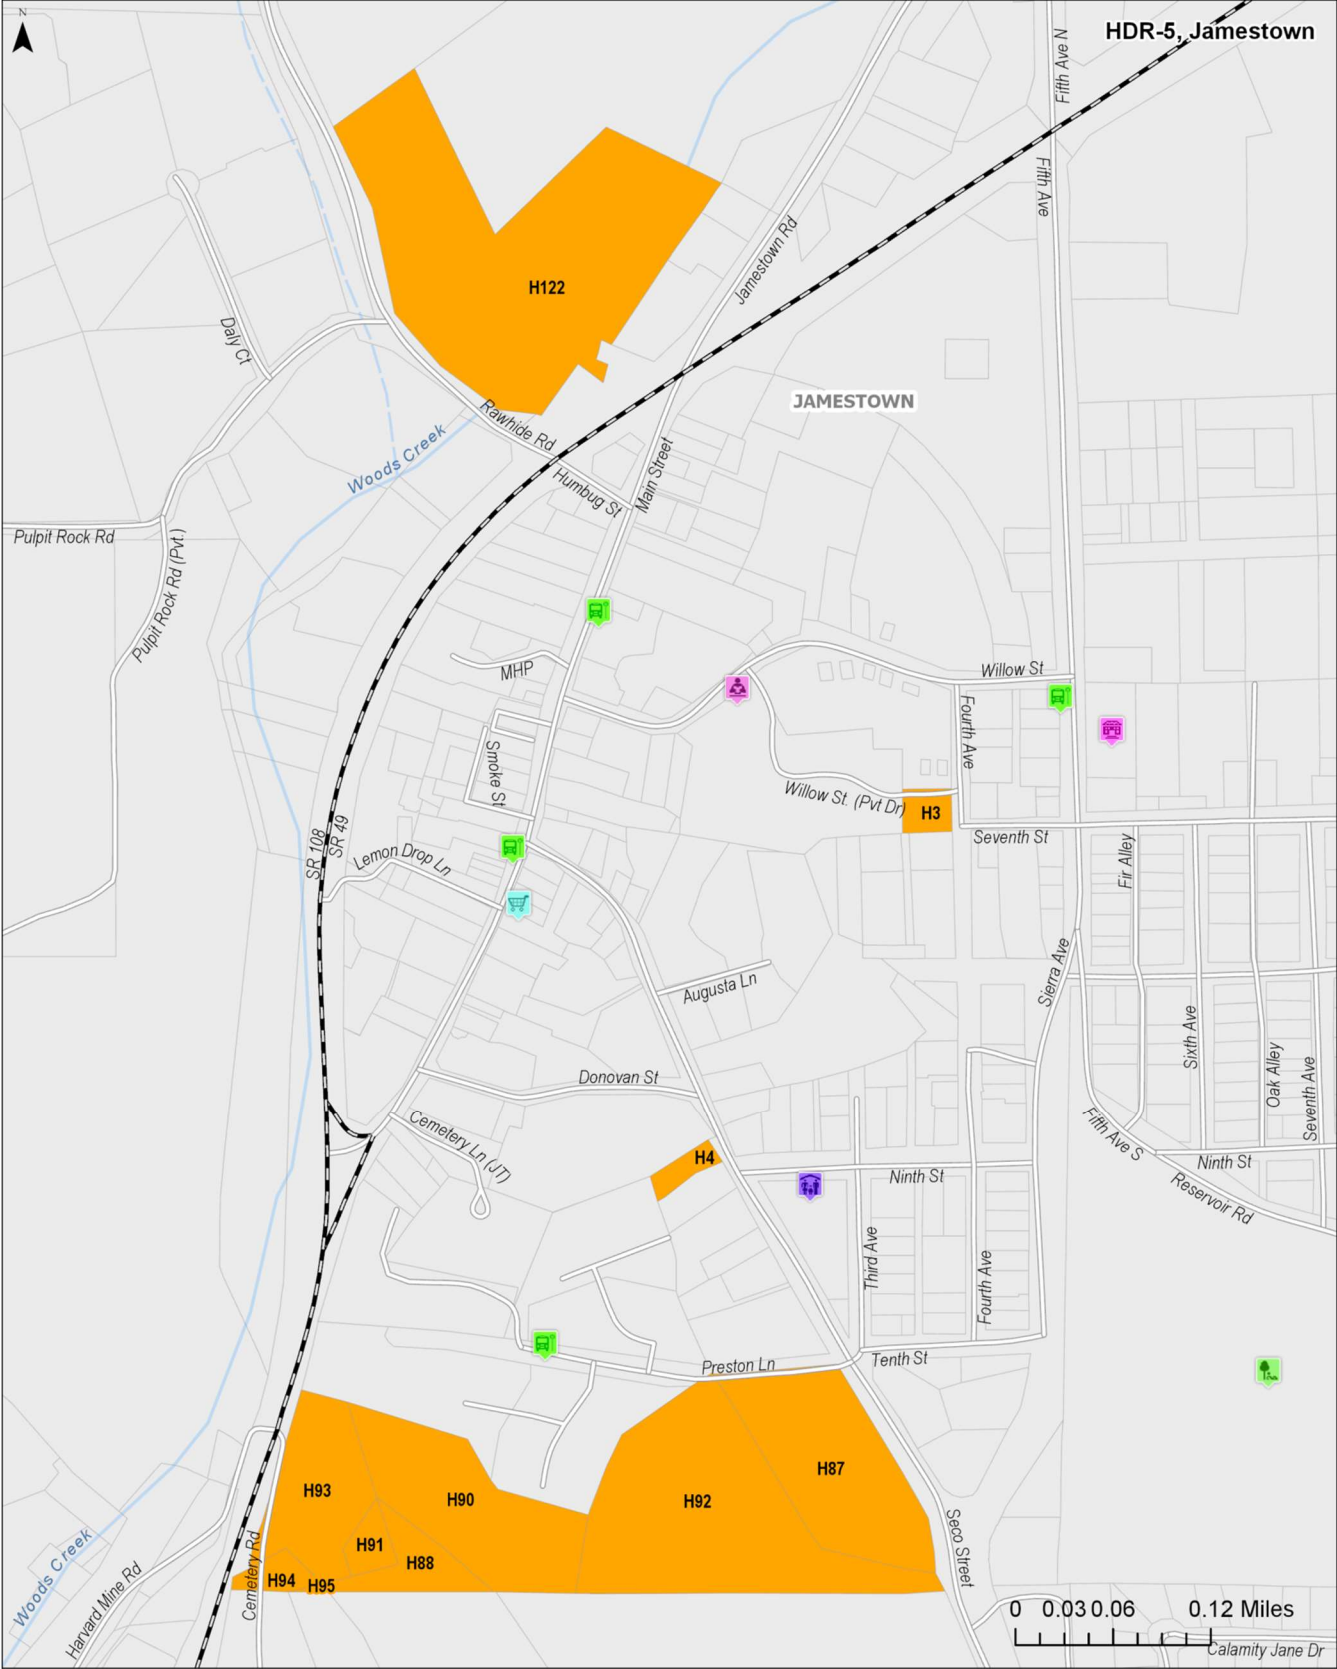 N
HDR-5, Jamestown
Fifth Ave N
Fifth Ave
Jamestown Rd
H122
Daly Ct
JAMESTOWN
Rawhide Rd
Woods Creek
Main Street
Humbug St
Pulpit Rock Rd
Pulpit Rock Rd (Pvt.)
MHP
Willow St
Fourth Ave
Smoke St
Willow St. (Pvt Dr)
H3
Seventh St
SR 108
SR 49
Lemon Drop Ln
Fir Alley
Sierra Ave
Augusta Ln
Sixth Ave
Oak Alley
Seventh Ave
Donovan St
Cemetery Ln (JT)
Fifth Ave S
H4
Ninth St
Ninth St
Reservoir Rd
Third Ave
Fourth Ave
Preston Ln
Tenth St
H93
H90
H92
H87
H91
H88
H94
H95
Cemetery Rd
Seco Street
Woods Creek
Harvard Mine Rd
0 0.03 0.06 0.12 Miles
Calamity Jane Dr